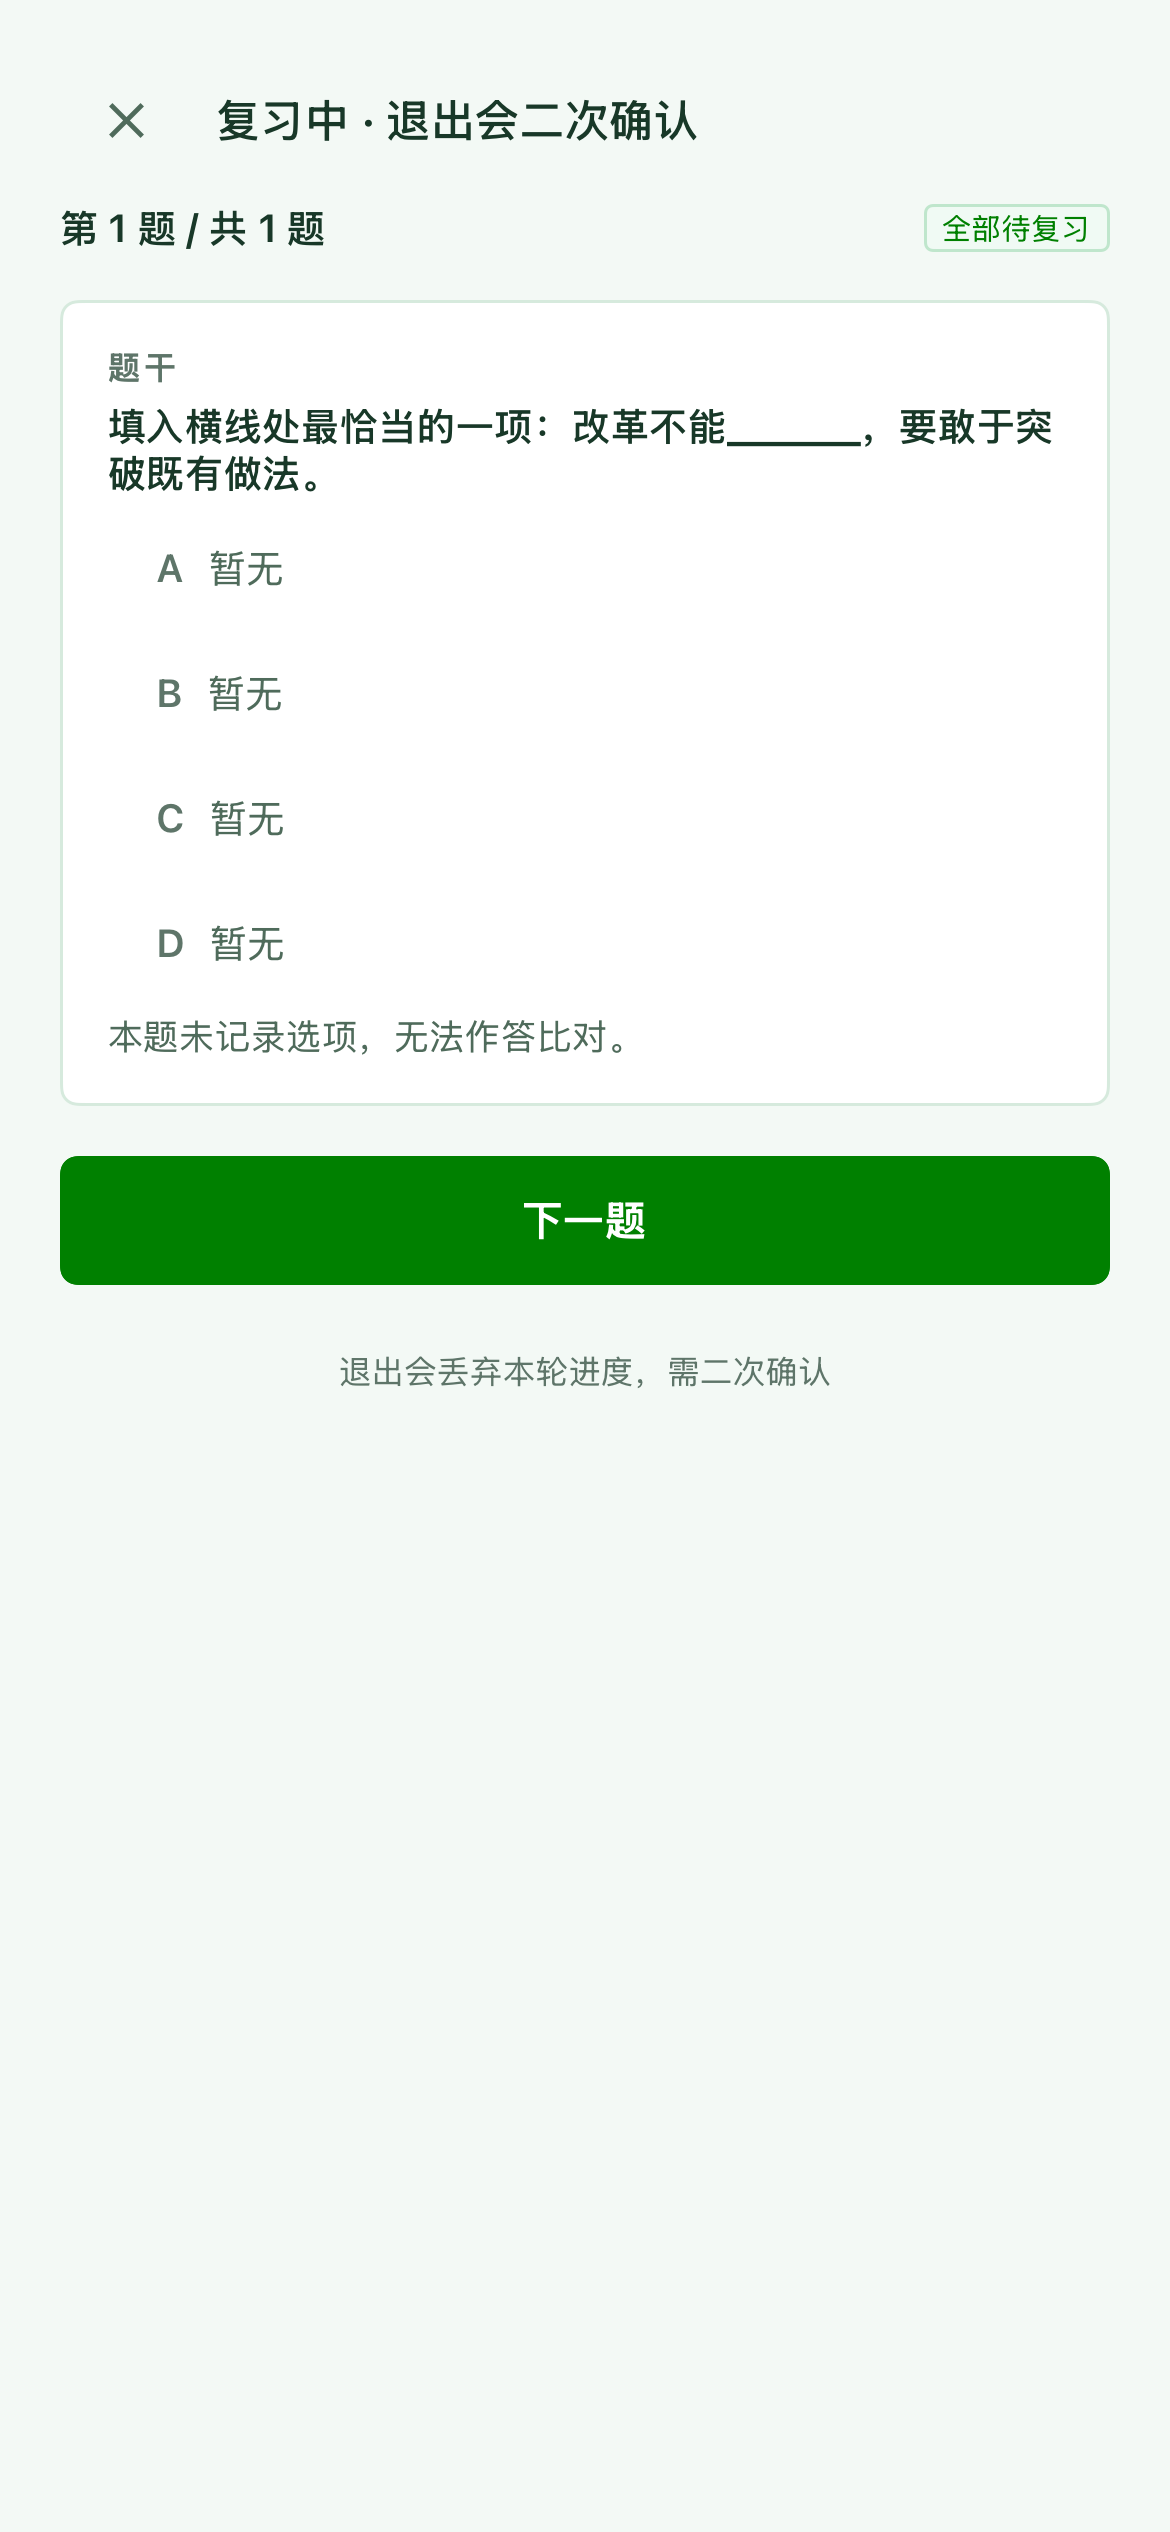 复习中 · 退出会二次确认
第 1 题 / 共 1 题
全部待复习
题干
填入横线处最恰当的一项：改革不能_______，要敢于突
破既有做法。
A 暂无
B 暂无
C 暂无
D 暂无
本题未记录选项，无法作答比对。
下一题
退出会丢弃本轮进度，需二次确认